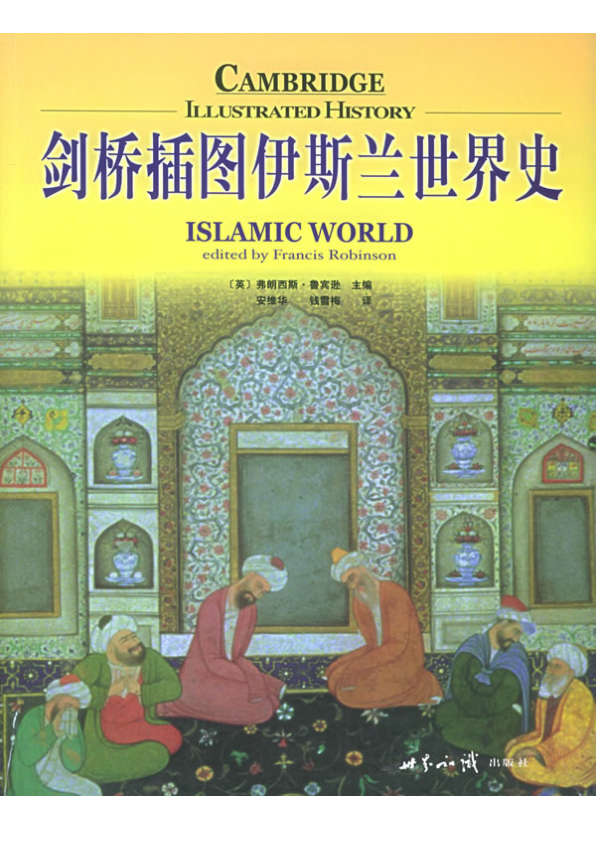 CAMBRIDGE
ILLUSTRATED HISTORY
剑桥插图伊斯兰世界史
ISLAMIC WORLD
edited by Francis Robinson
〔英〕弗朗西斯·鲁宾逊 主编
安维华 钱雪梅 译
世界知识 出版社